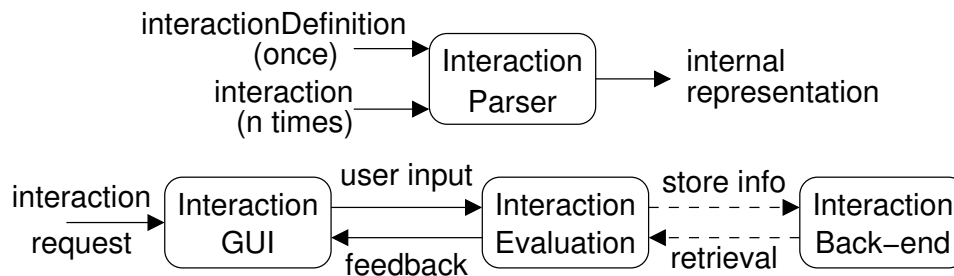 interactionDefinition
(once)
interaction
(n times)
Interaction
Parser
internal
representation
interaction
request
Interaction
GUI
user input
feedback
Interaction
Evaluation
store info
retrieval
Interaction
Back−end